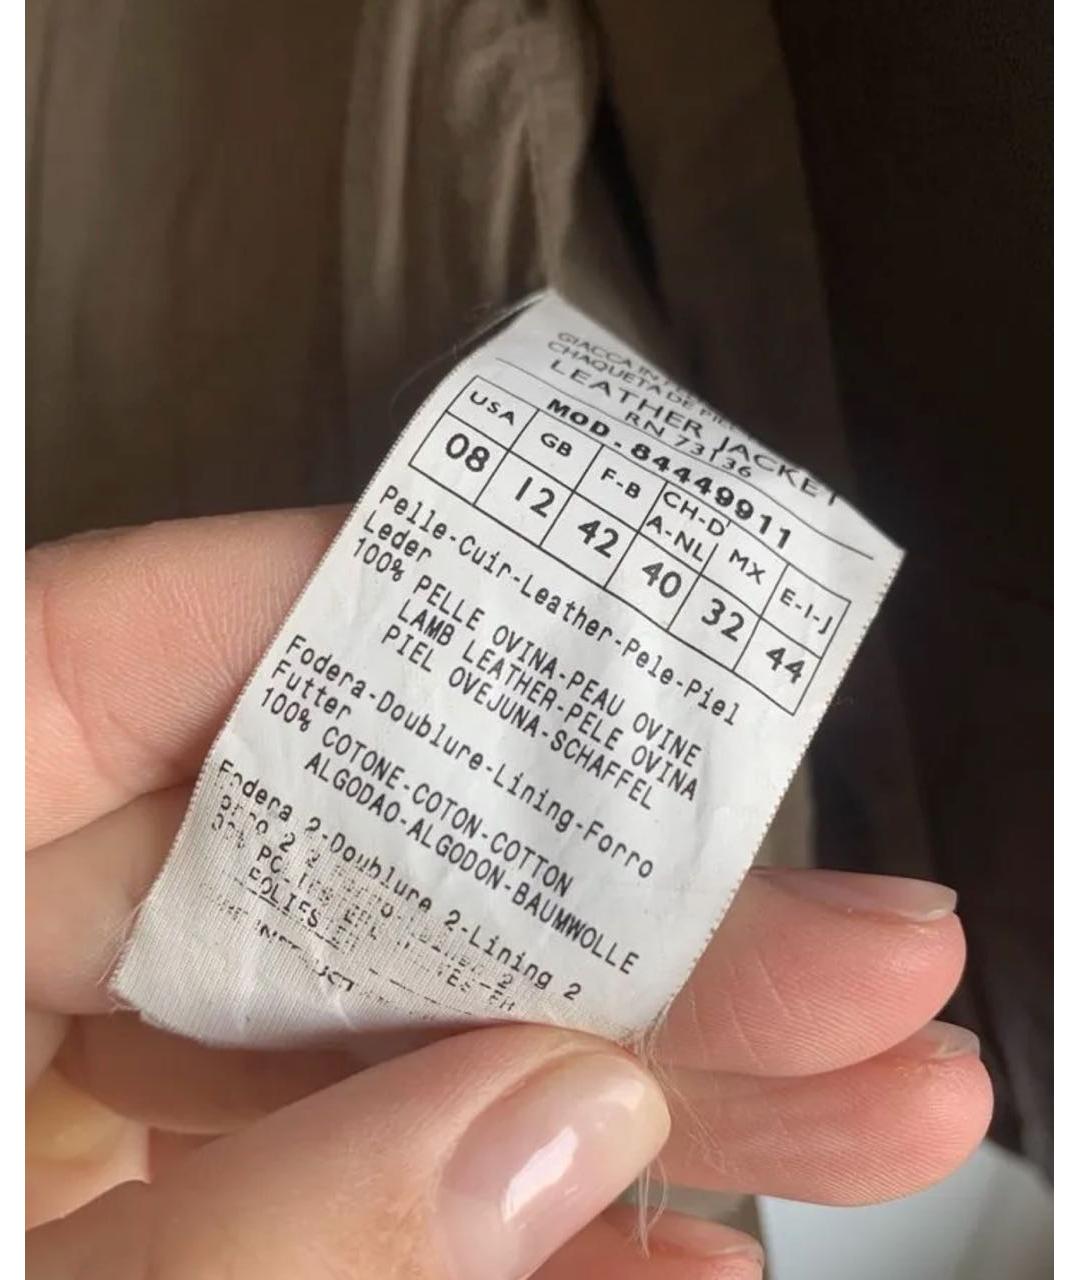 GIACCA IN
CHAQUETA DE
LEATHER JACKET
RN 73136
MOD - 84449911
USA GB F-B CH-D A-NL MX E-I-J
08 12 42 40 32 44
Pelle-Cuir-Leather-Pele-Piel
Leder
100% PELLE OVINA-PEAU OVINE
LAMB LEATHER-PELE OVINA
PIEL OVEJUNA-SCHAFFEL
Fodera-Doublure-Lining-Forro
Futter
100% COTONE-COTON-COTTON
ALGODAO-ALGODON-BAUMWOLLE
Fodera 2-Doublure 2-Lining 2